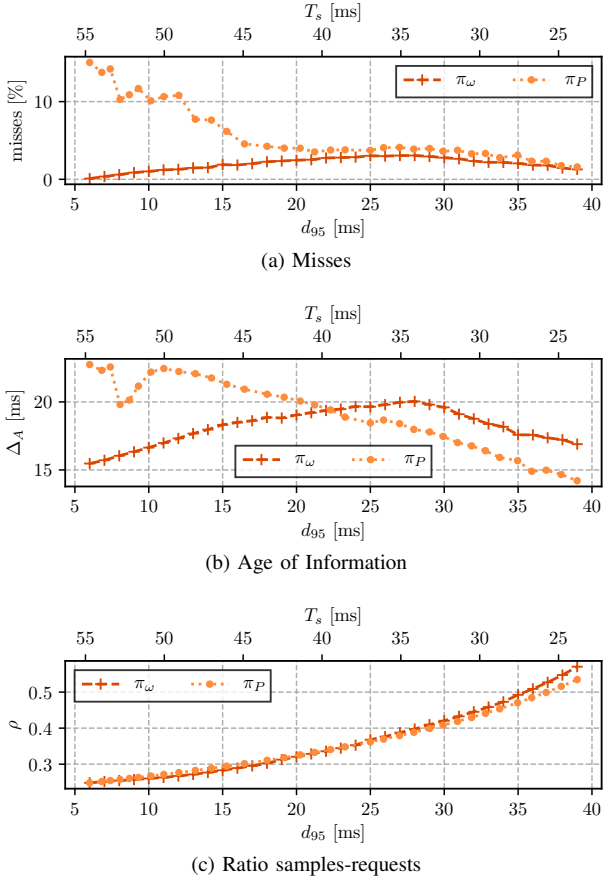 T_s [ms]
55 50 45 40 35 30 25
misses [%]
10
0
π_ω π_P
5 10 15 20 25 30 35 40
d_95 [ms]
(a) Misses
T_s [ms]
55 50 45 40 35 30 25
Δ_A [ms]
20
15
π_ω π_P
5 10 15 20 25 30 35 40
d_95 [ms]
(b) Age of Information
T_s [ms]
55 50 45 40 35 30 25
π_ω π_P
ρ
0.5
0.4
0.3
5 10 15 20 25 30 35 40
d_95 [ms]
(c) Ratio samples-requests